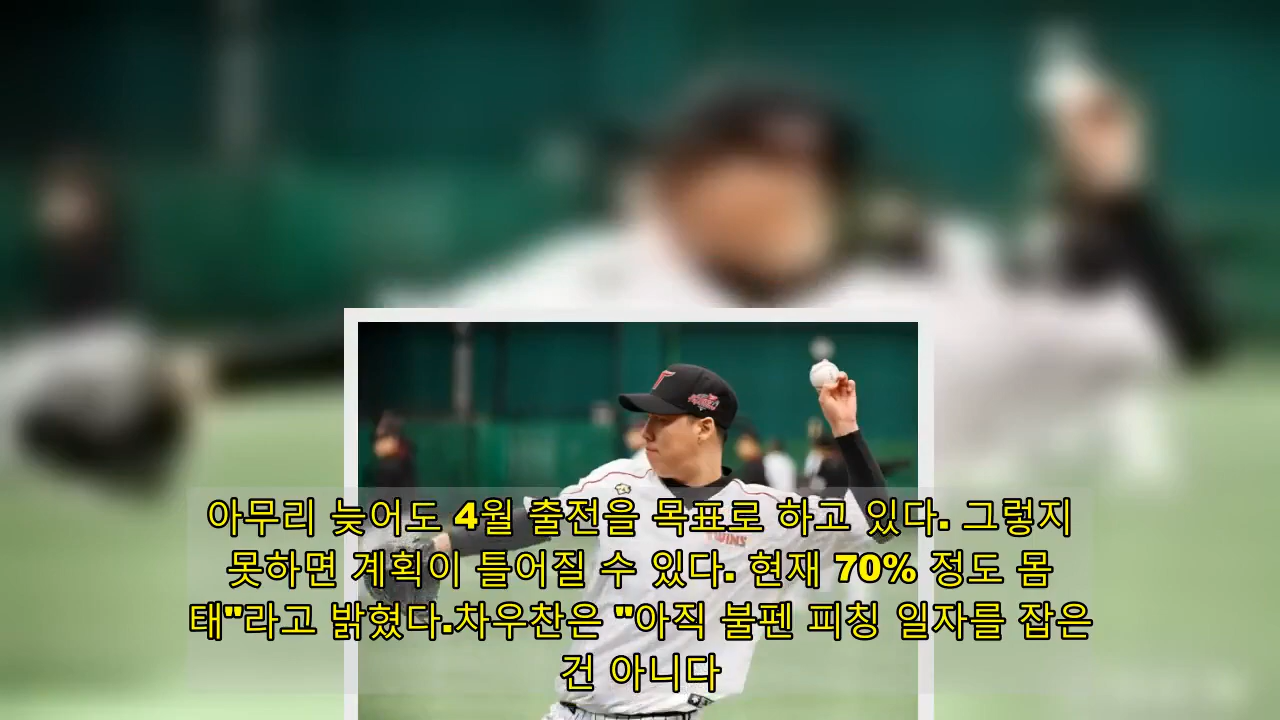 TWINS
아무리 늦어도 4월 출전을 목표로 하고 있다. 그렇지
못하면 계획이 틀어질 수 있다. 현재 70% 정도 몸
태"라고 밝혔다.차우찬은 "아직 불펜 피칭 일자를 잡은
건 아니다